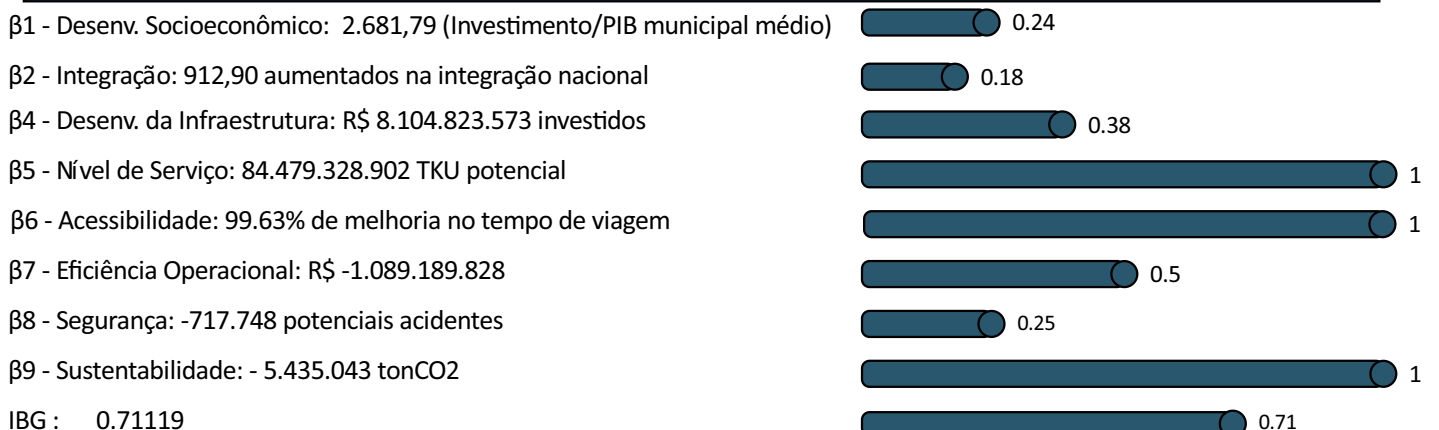 β1 - Desenv. Socioeconômico: 2.681,79 (Investimento/PIB municipal médio) 0.24
β2 - Integração: 912,90 aumentados na integração nacional 0.18
β4 - Desenv. da Infraestrutura: R$ 8.104.823.573 investidos 0.38
β5 - Nível de Serviço: 84.479.328.902 TKU potencial 1
β6 - Acessibilidade: 99.63% de melhoria no tempo de viagem 1
β7 - Eficiência Operacional: R$ -1.089.189.828 0.5
β8 - Segurança: -717.748 potenciais acidentes 0.25
β9 - Sustentabilidade: - 5.435.043 tonCO2 1
IBG : 0.71119 0.71